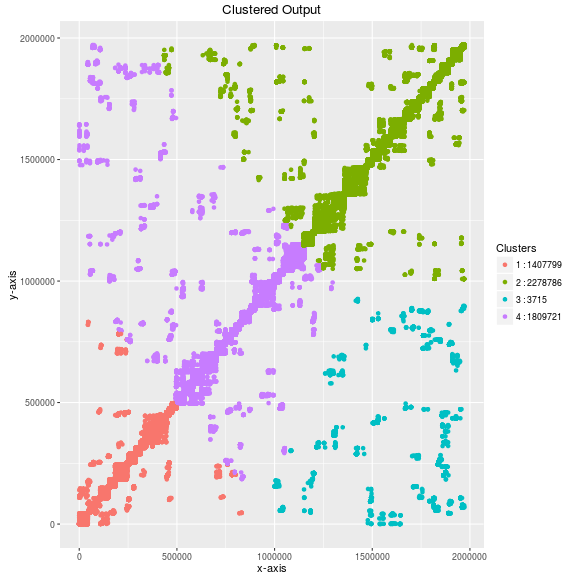 Clustered Output
2000000
1500000
1000000
500000
0
y-axis
0 500000 1000000 1500000 2000000
x-axis
Clusters
1 : 1407799
2 : 2278786
3 : 3715
4 : 1809721